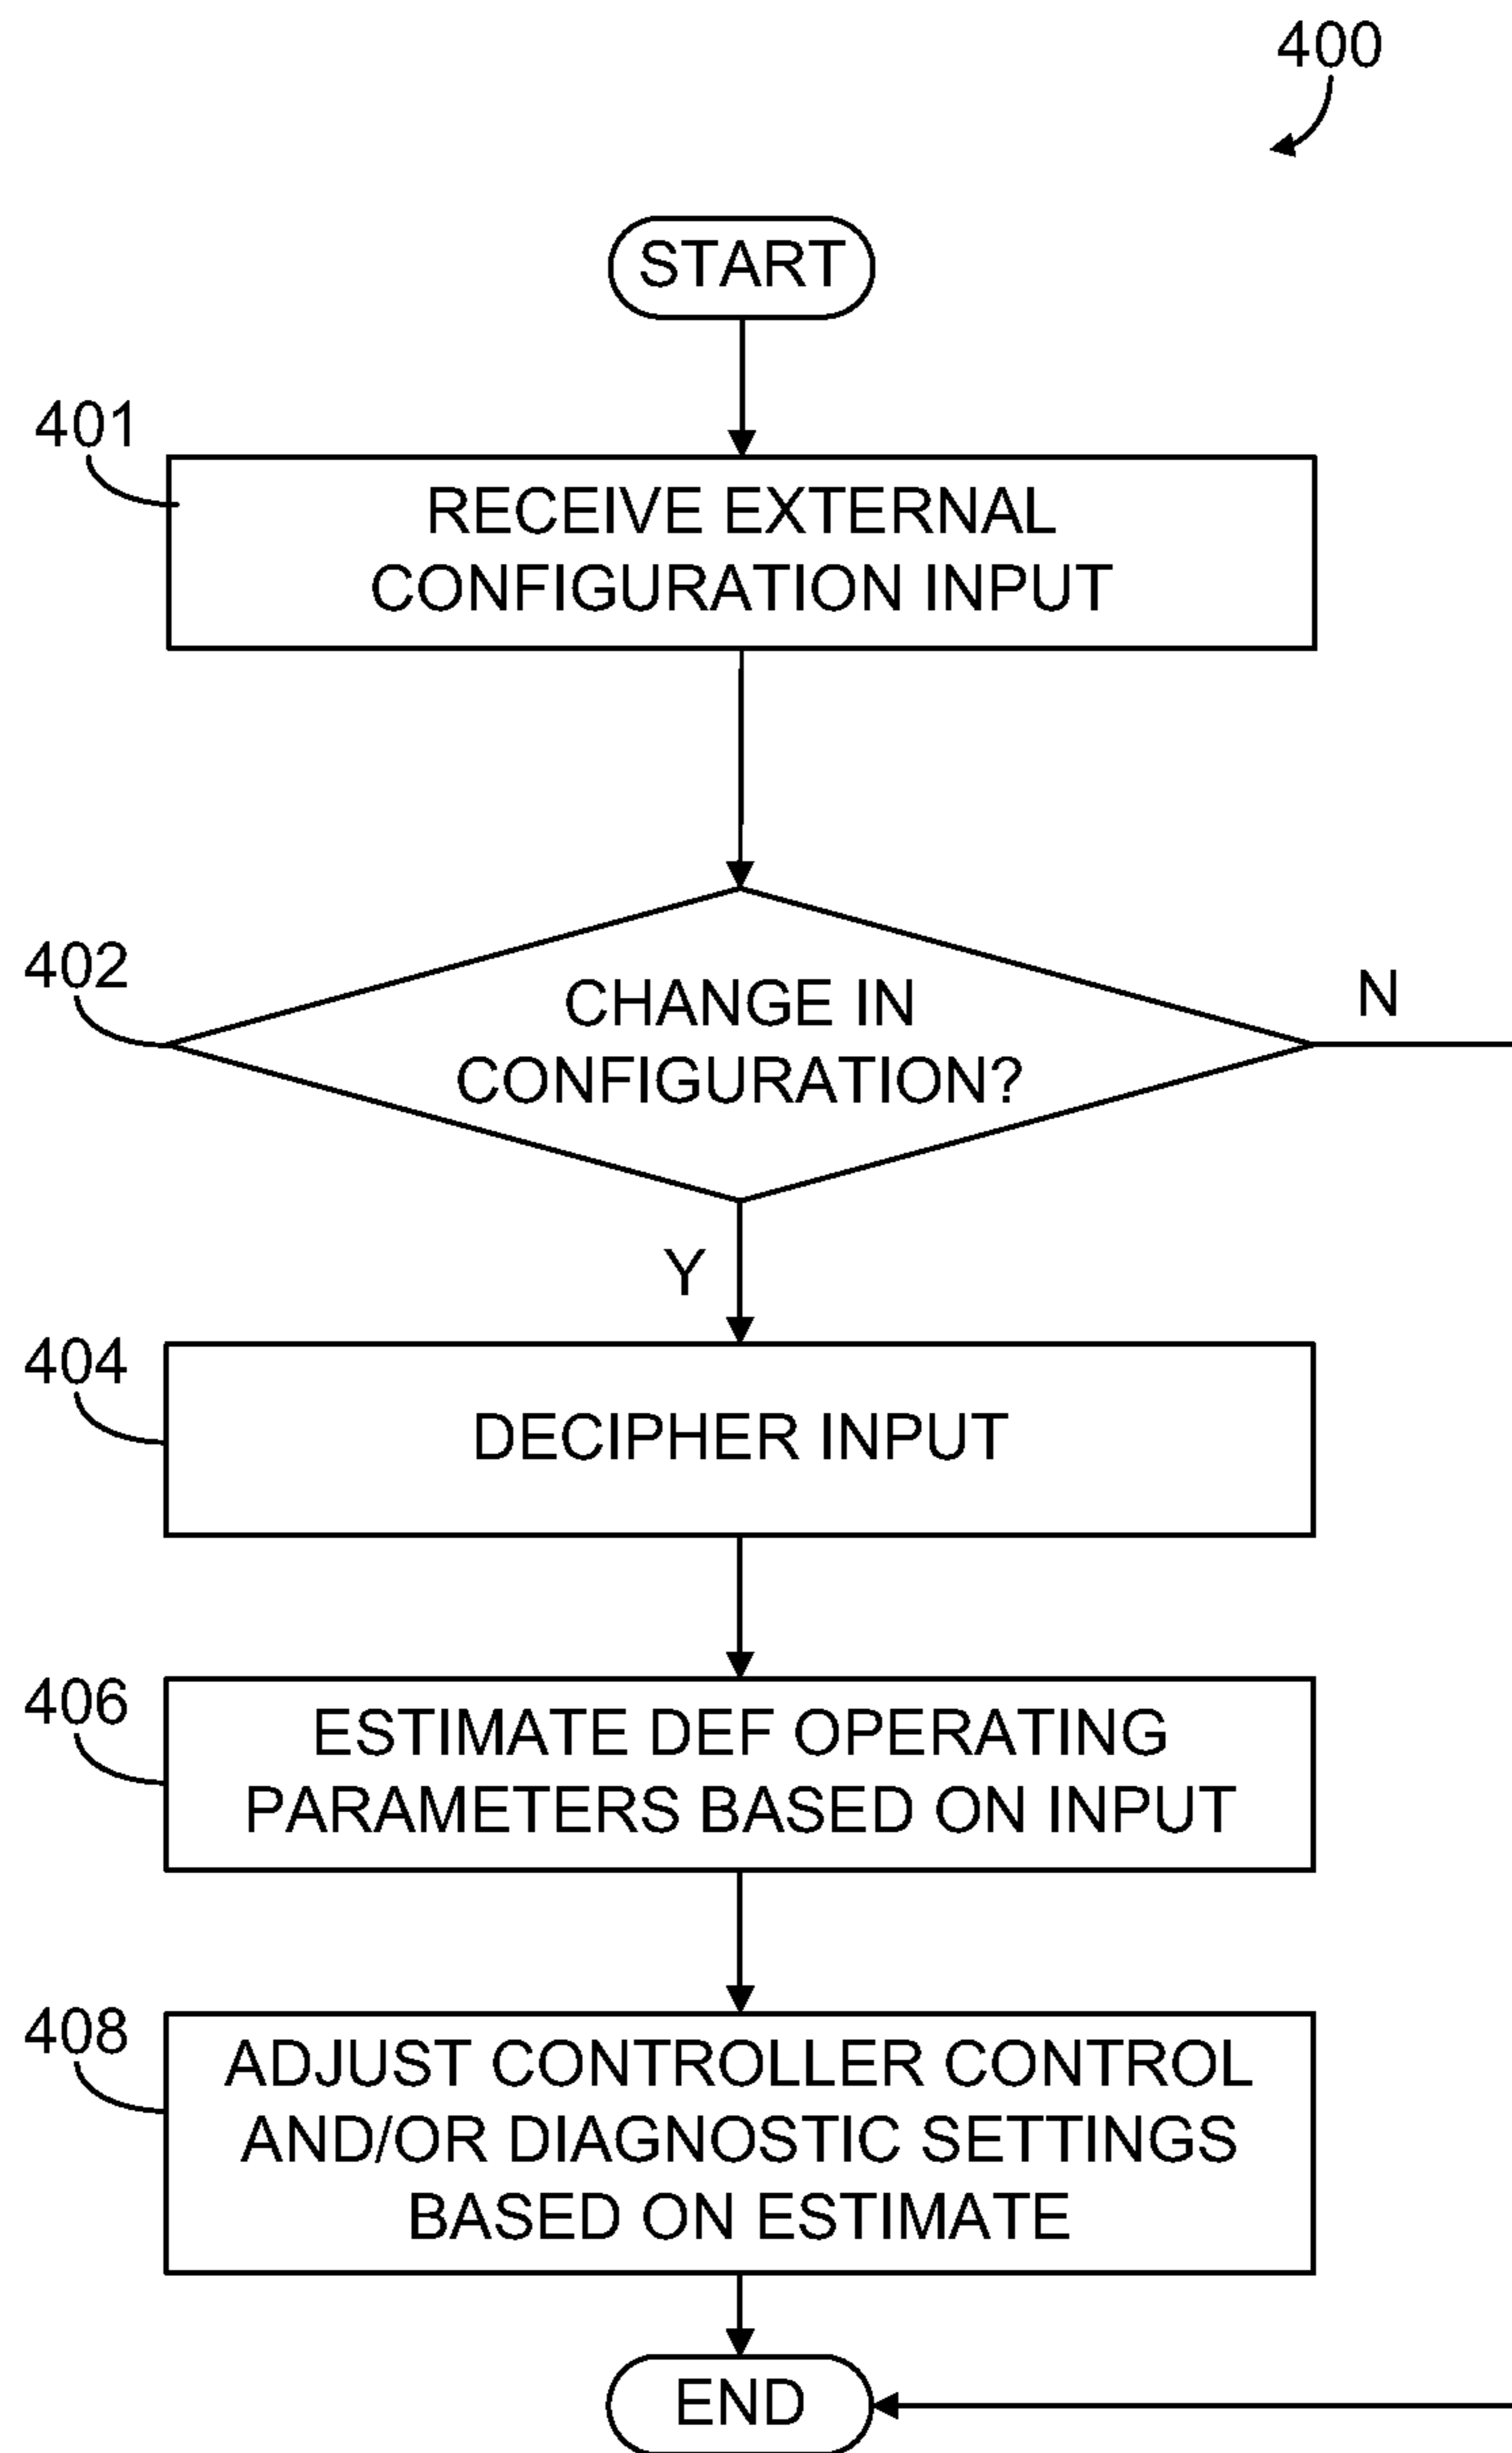 400
START
401
RECEIVE EXTERNAL
CONFIGURATION INPUT
402
CHANGE IN
CONFIGURATION?
N
Y
404
DECIPHER INPUT
406
ESTIMATE DEF OPERATING
PARAMETERS BASED ON INPUT
408
ADJUST CONTROLLER CONTROL
AND/OR DIAGNOSTIC SETTINGS
BASED ON ESTIMATE
END